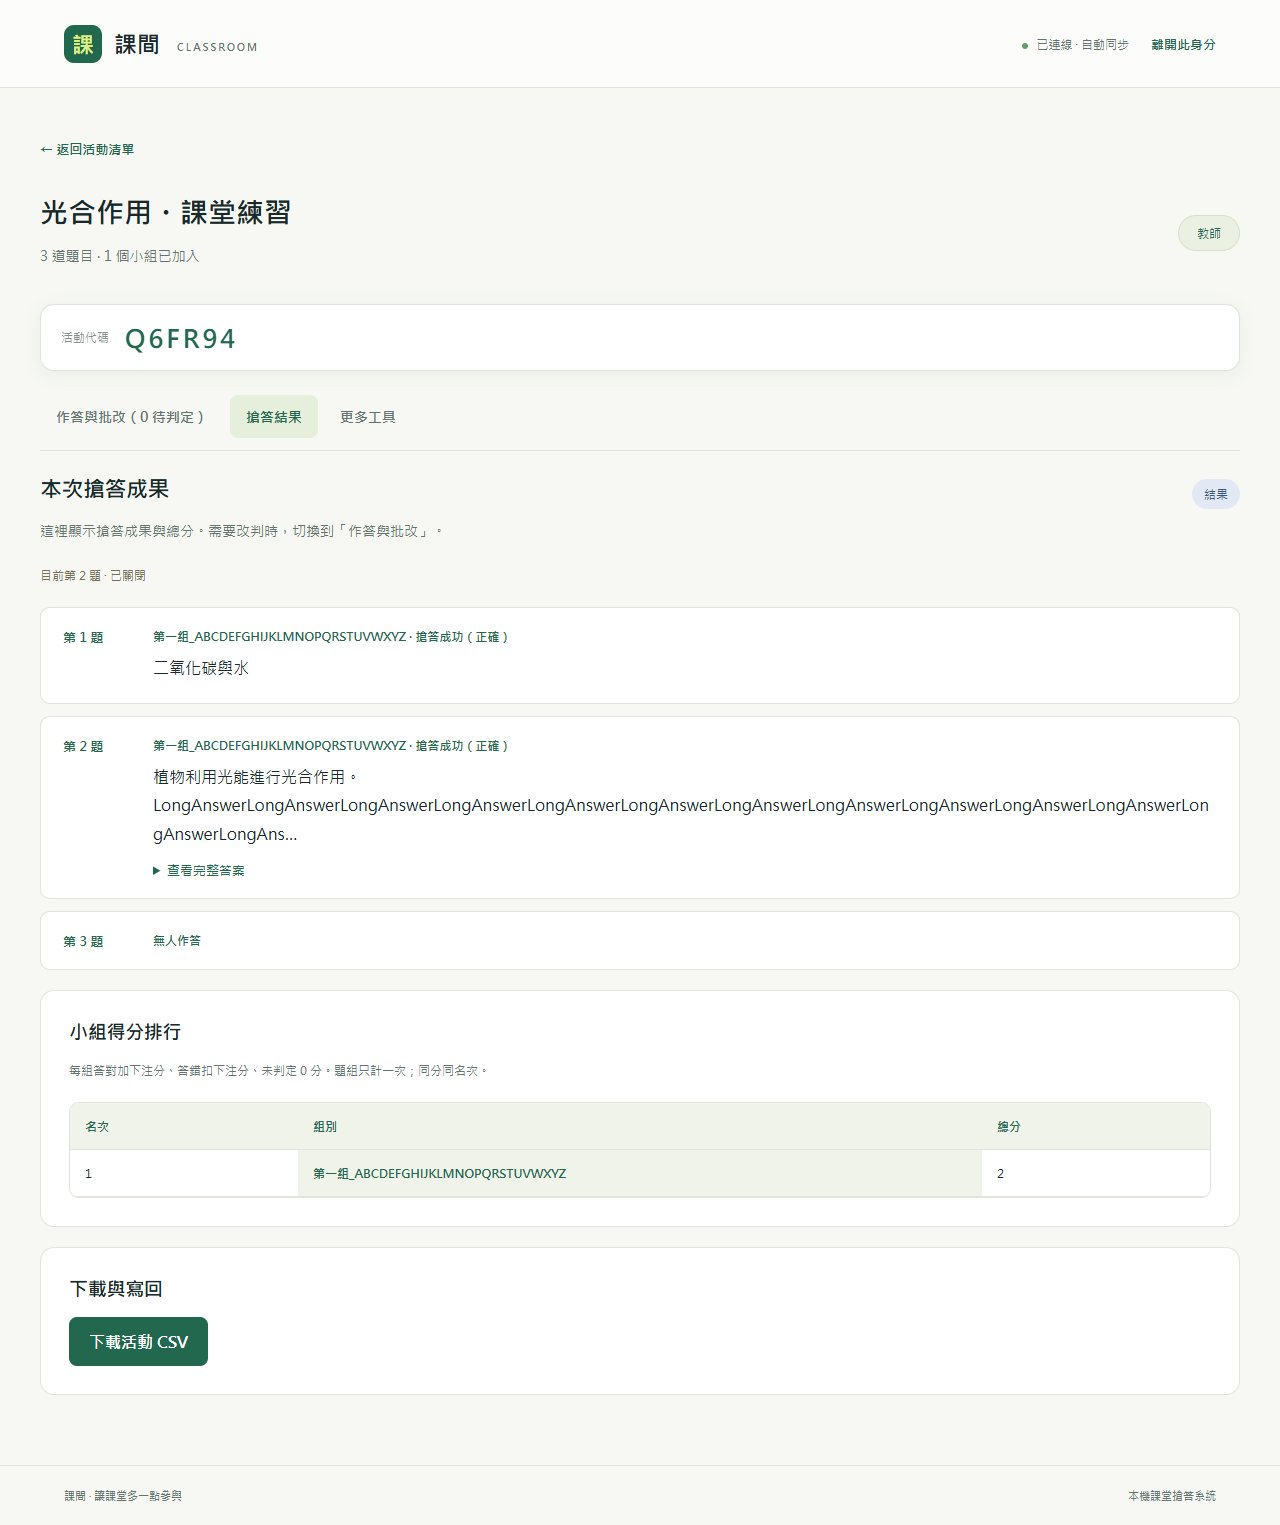 課 課間 CLASSROOM
已連線 · 自動同步 離開此身分
← 返回活動清單
光合作用 · 課堂練習
3 道題目 · 1 個小組已加入
教師
活動代碼 Q6FR94
作答與批改（0 待判定） 搶答結果 更多工具
本次搶答成果
結果
這裡顯示搶答成果與總分。需要改判時，切換到「作答與批改」。
目前第 2 題 · 已關閉
第 1 題 第一組_ABCDEFGHIJKLMNOPQRSTUVWXYZ · 搶答成功（正確）
二氧化碳與水
第 2 題 第一組_ABCDEFGHIJKLMNOPQRSTUVWXYZ · 搶答成功（正確）
植物利用光能進行光合作用。
LongAnswerLongAnswerLongAnswerLongAnswerLongAnswerLongAnswerLongAnswerLongAnswerLongAnswerLongAnswerLongAnswerLon
gAnswerLongAns…
▶ 查看完整答案
第 3 題 無人作答
小組得分排行
每組答對加下注分、答錯扣下注分、未判定 0 分。題組只計一次；同分同名次。
名次 組別 總分
1 第一組_ABCDEFGHIJKLMNOPQRSTUVWXYZ 2
下載與寫回
下載活動 CSV
課間 · 讓課堂多一點參與
本機課堂搶答系統